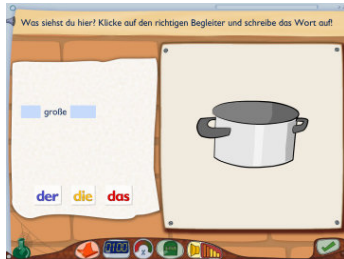 Was siehst du hier? Klicke auf den richtigen Begleiter und schreibe das Wort auf!
große
der die das